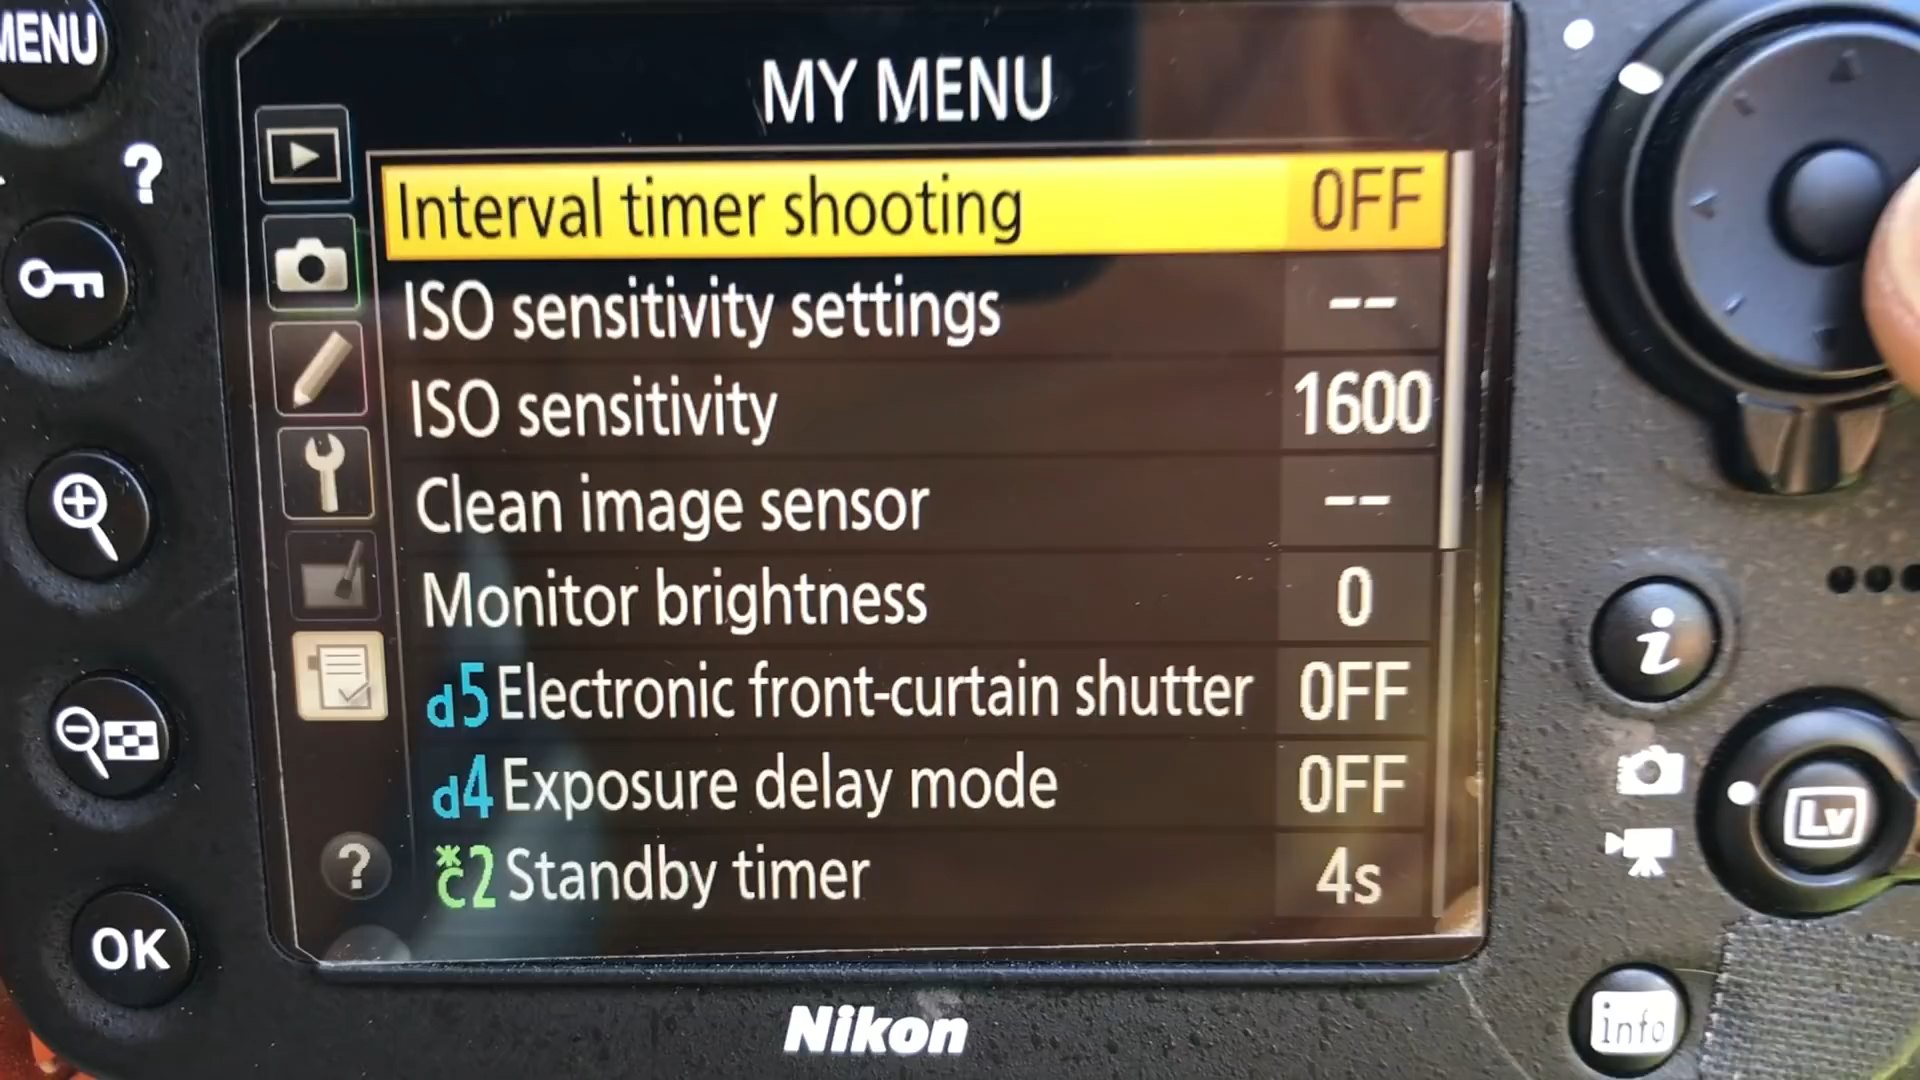 MENU
?
MY MENU
Interval timer shooting OFF
ISO sensitivity settings --
ISO sensitivity 1600
Clean image sensor --
Monitor brightness 0
d5 Electronic front-curtain shutter OFF
d4 Exposure delay mode OFF
*c2 Standby timer 4s
?
i
Lv
OK
info
Nikon